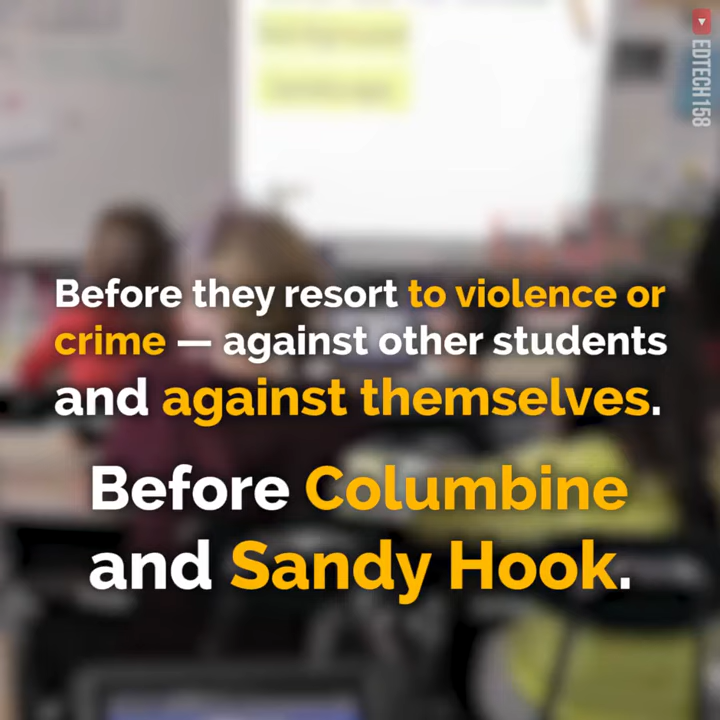 Before they resort to violence or
crime — against other students
and against themselves.
Before Columbine
and Sandy Hook.
EDTECH158